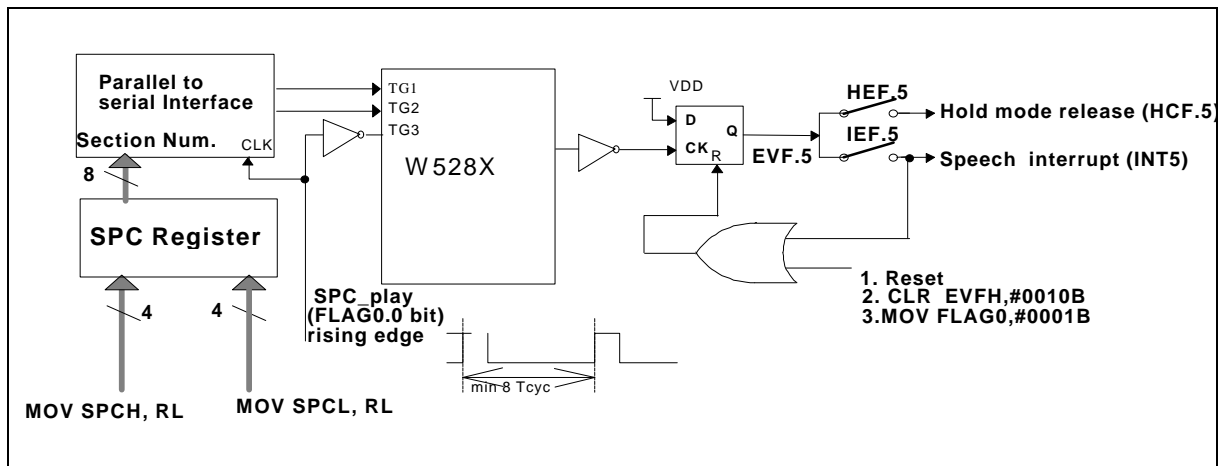 Parallel to
serial Interface
Section Num.
CLK
8
SPC Register
4
4
MOV SPCH, RL
MOV SPCL, RL
TG1
TG2
TG3
W528X
SPC_play
(FLAG0.0 bit)
rising edge
min 8 Tcyc
VDD
D
Q
CK
R
EVF.5
HEF.5
IEF.5
Hold mode release (HCF.5)
Speech interrupt (INT5)
1. Reset
2. CLR EVFH,#0010B
3.MOV FLAG0,#0001B